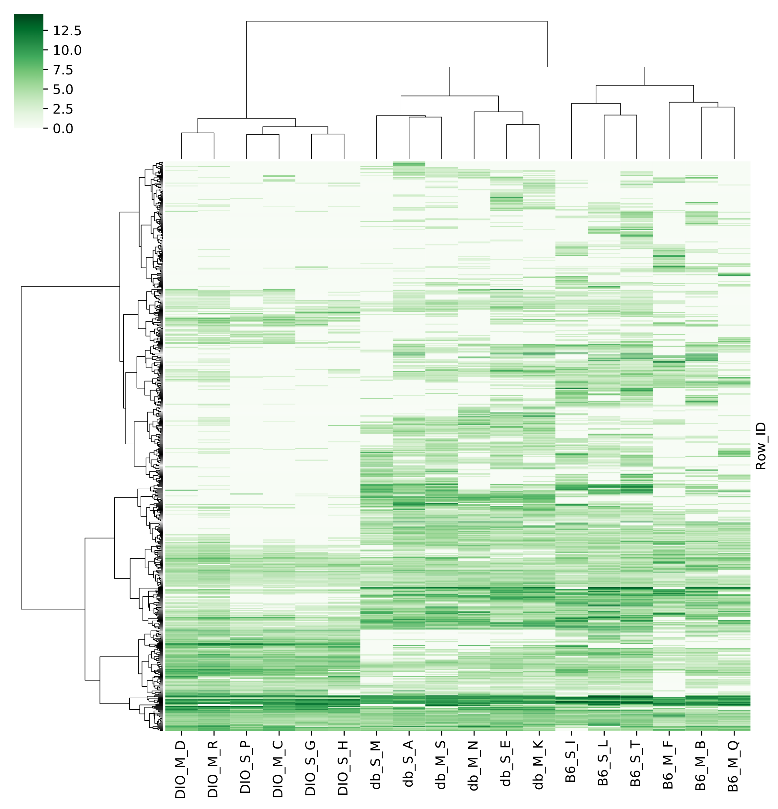 12.5
10.0
7.5
5.0
2.5
0.0
Row_ID
DIO_M_D
DIO_M_R
DIO_S_P
DIO_M_C
DIO_S_G
DIO_S_H
db_S_M
db_S_A
db_M_S
db_M_N
db_S_E
db_M_K
B6_S_I
B6_S_L
B6_S_T
B6_M_F
B6_M_B
B6_M_Q